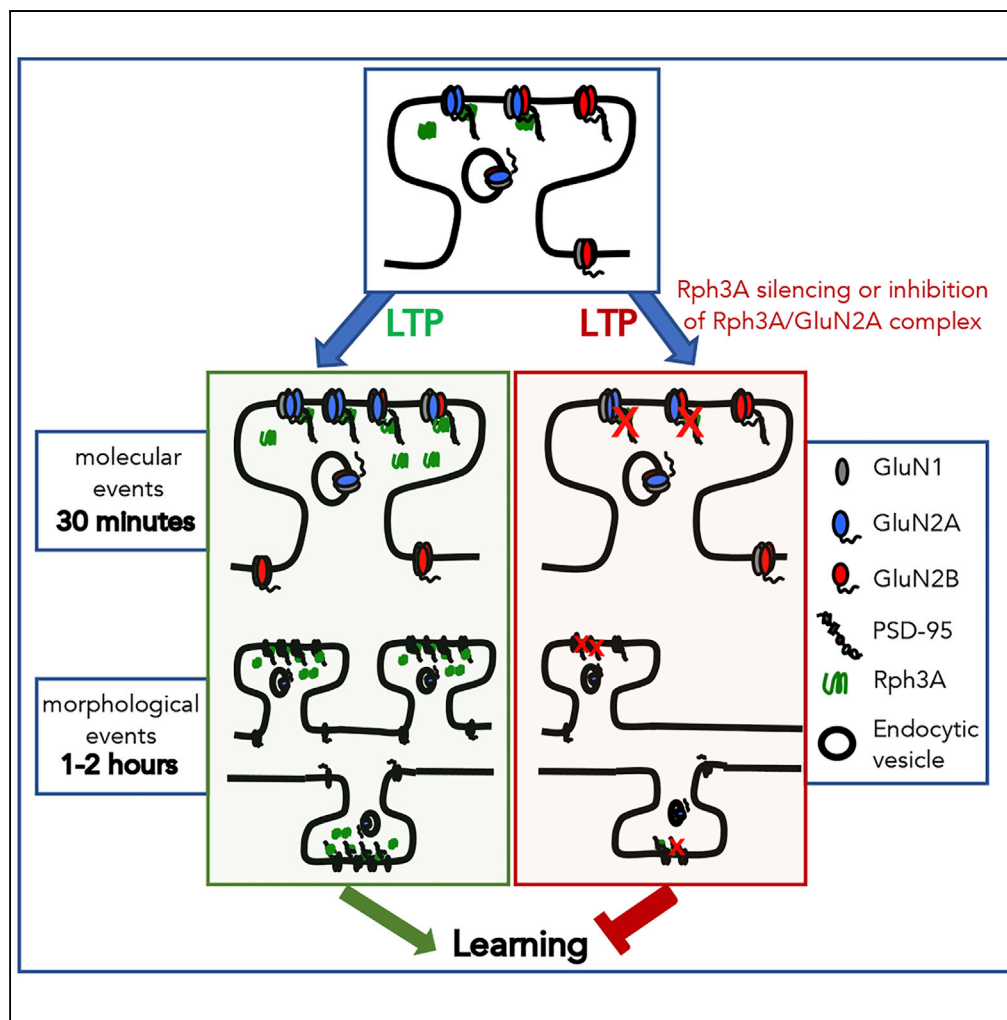 LTP
LTP
Rph3A silencing or inhibition
of Rph3A/GluN2A complex
molecular
events
30 minutes
morphological
events
1-2 hours
GluN1
GluN2A
GluN2B
PSD-95
Rph3A
Endocytic
vesicle
Learning